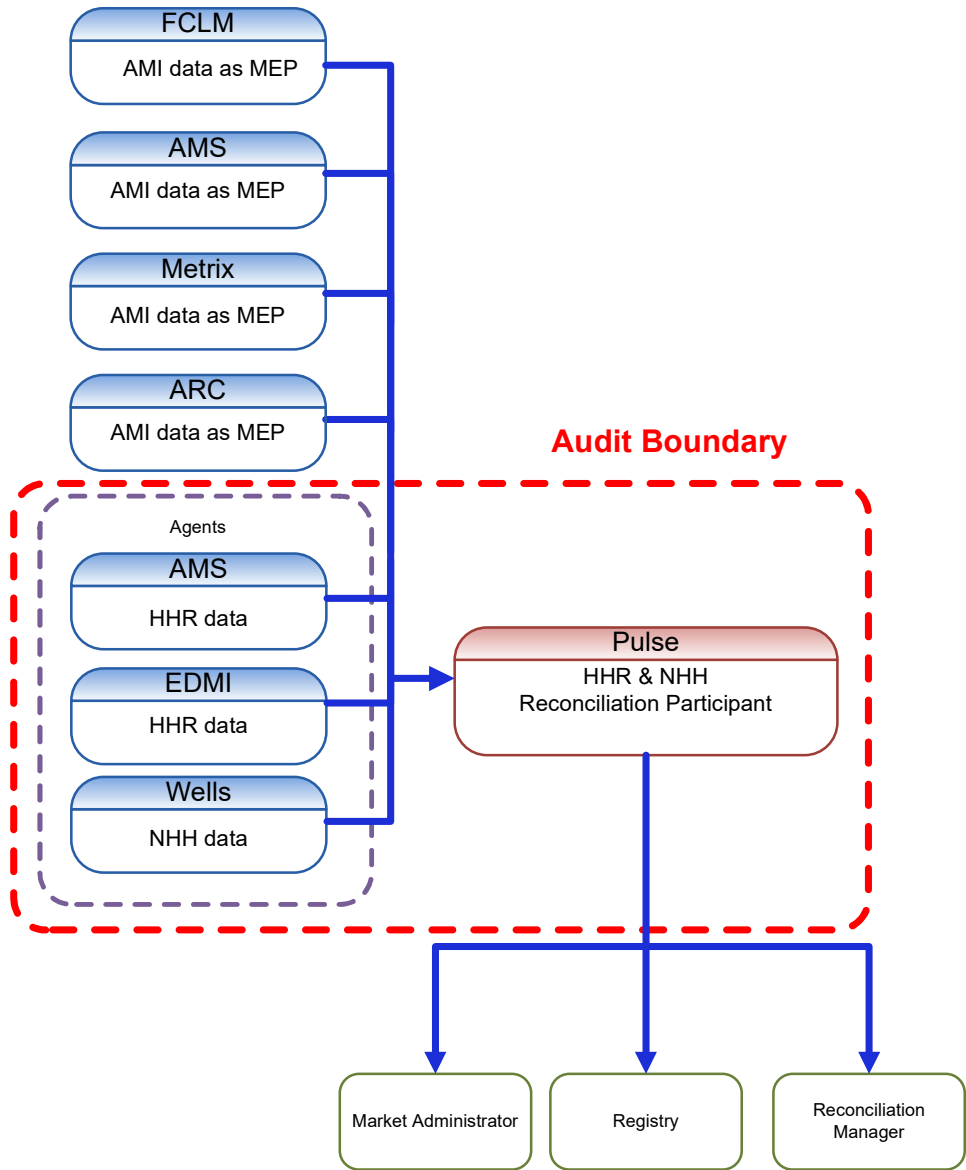 FCLM
AMI data as MEP
AMS
AMI data as MEP
Metrix
AMI data as MEP
ARC
AMI data as MEP
Audit Boundary
Agents
AMS
HHR data
EDMI
HHR data
Wells
NHH data
Pulse
HHR & NHH
Reconciliation Participant
Market Administrator
Registry
Reconciliation
Manager